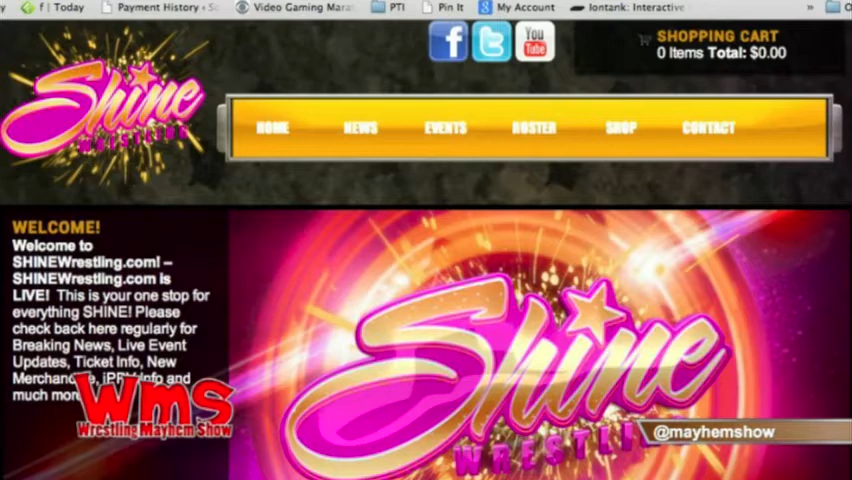 f | Today
Payment History
Video Gaming Mara
PTI
Pin It
My Account
Iontank: Interactive
»
Shine
WRESTLING
f
You
Tube
SHOPPING CART
0 Items Total: $0.00
HOME NEWS EVENTS ROSTER SHOP CONTACT
WELCOME!
Welcome to
SHINEWrestling.com! –
SHINEWrestling.com is
LIVE! This is your one stop for
everything SHINE! Please
check back here regularly for
Breaking News, Live Event
Updates, Ticket Info, New
Info and
much more
Shine
WRESTLI
Wms
Wrestling Mayhem Show
@mayhemshow